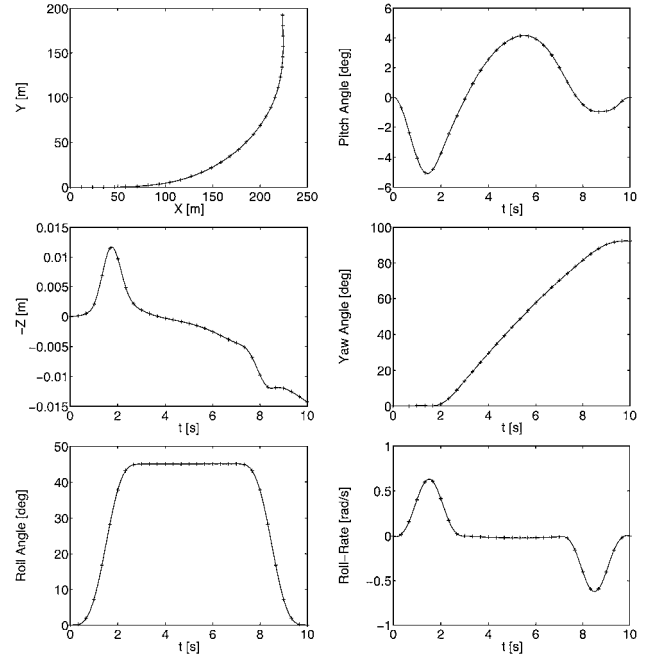 200
150
100
50
0
Y [m]
0 50 100 150 200 250
X [m]
6
4
2
0
−2
−4
−6
Pitch Angle [deg]
0 2 4 6 8 10
t [s]
0.015
0.01
0.005
0
−0.005
−0.01
−0.015
−Z [m]
0 2 4 6 8 10
t [s]
100
80
60
40
20
0
Yaw Angle [deg]
0 2 4 6 8 10
t [s]
50
40
30
20
10
0
Roll Angle [deg]
0 2 4 6 8 10
t [s]
1
0.5
0
−0.5
−1
Roll−Rate [rad/s]
0 2 4 6 8 10
t [s]